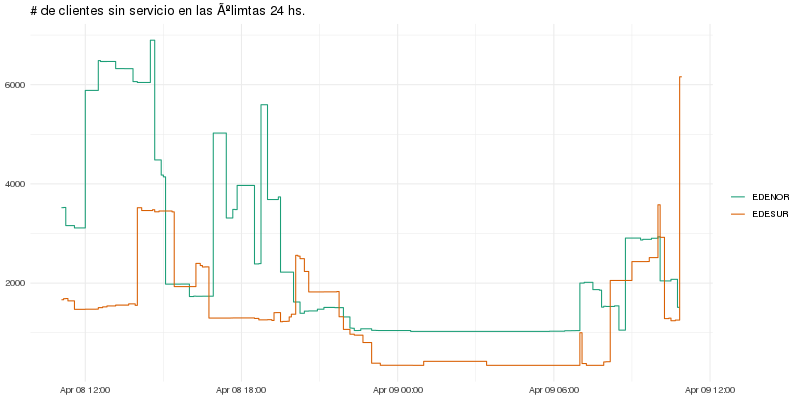 # de clientes sin servicio en las Ãºlimtas 24 hs.
6000
4000
2000
Apr 08 12:00
Apr 08 18:00
Apr 09 00:00
Apr 09 06:00
Apr 09 12:00
EDENOR
EDESUR